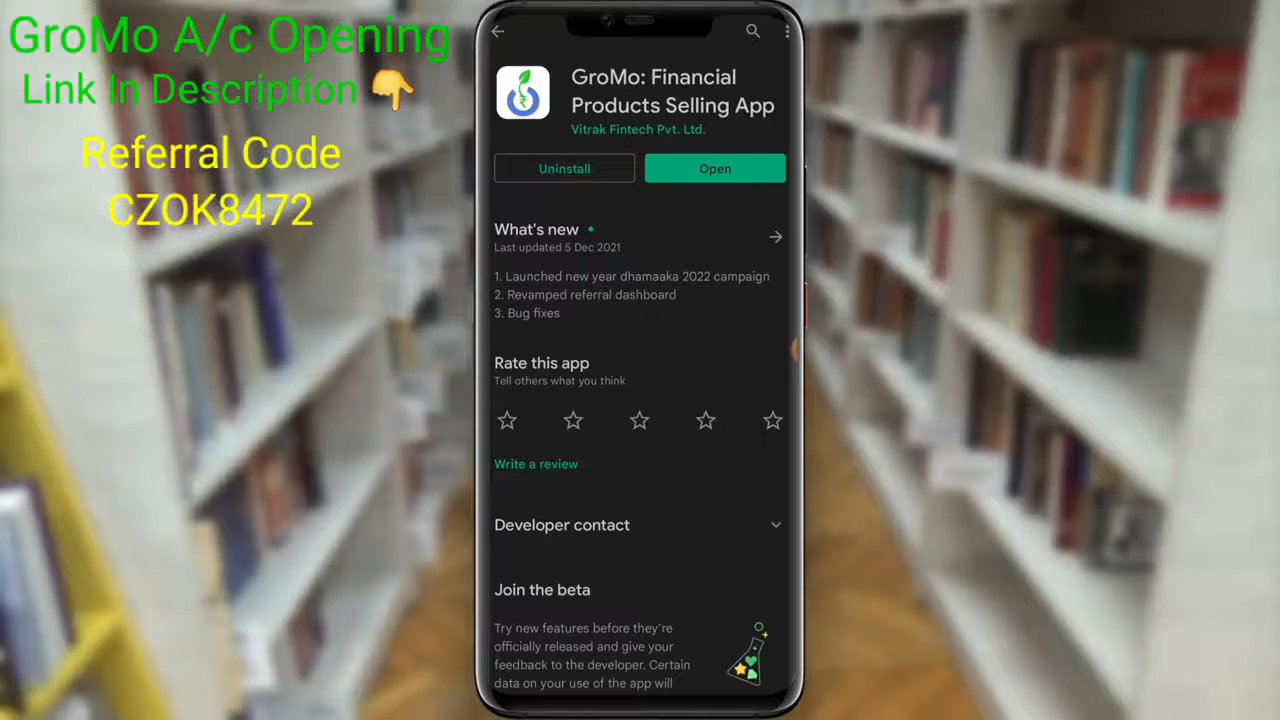 GroMo A/c Opening
Link In Description 👇
Referral Code
CZOK8472
GroMo: Financial
Products Selling App
Vitrak Fintech Pvt. Ltd.
Uninstall
Open
What's new
Last updated 5 Dec 2021
1. Launched new year dhamaaka 2022 campaign
2. Revamped referral dashboard
3. Bug fixes
Rate this app
Tell others what you think
Write a review
Developer contact
Join the beta
Try new features before they're
officially released and give your
feedback to the developer. Certain
data on your use of the app will